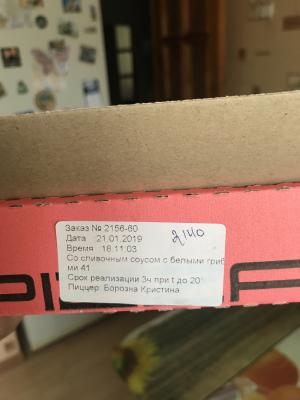 Заказ № 2156-60
Дата 21.01.2019
Время 18.11.03
2140
Со сливочным соусом с белыми гриб
ми 41
Срок реализации 3ч при t до 20°
Пиццер: Борозна Кристина